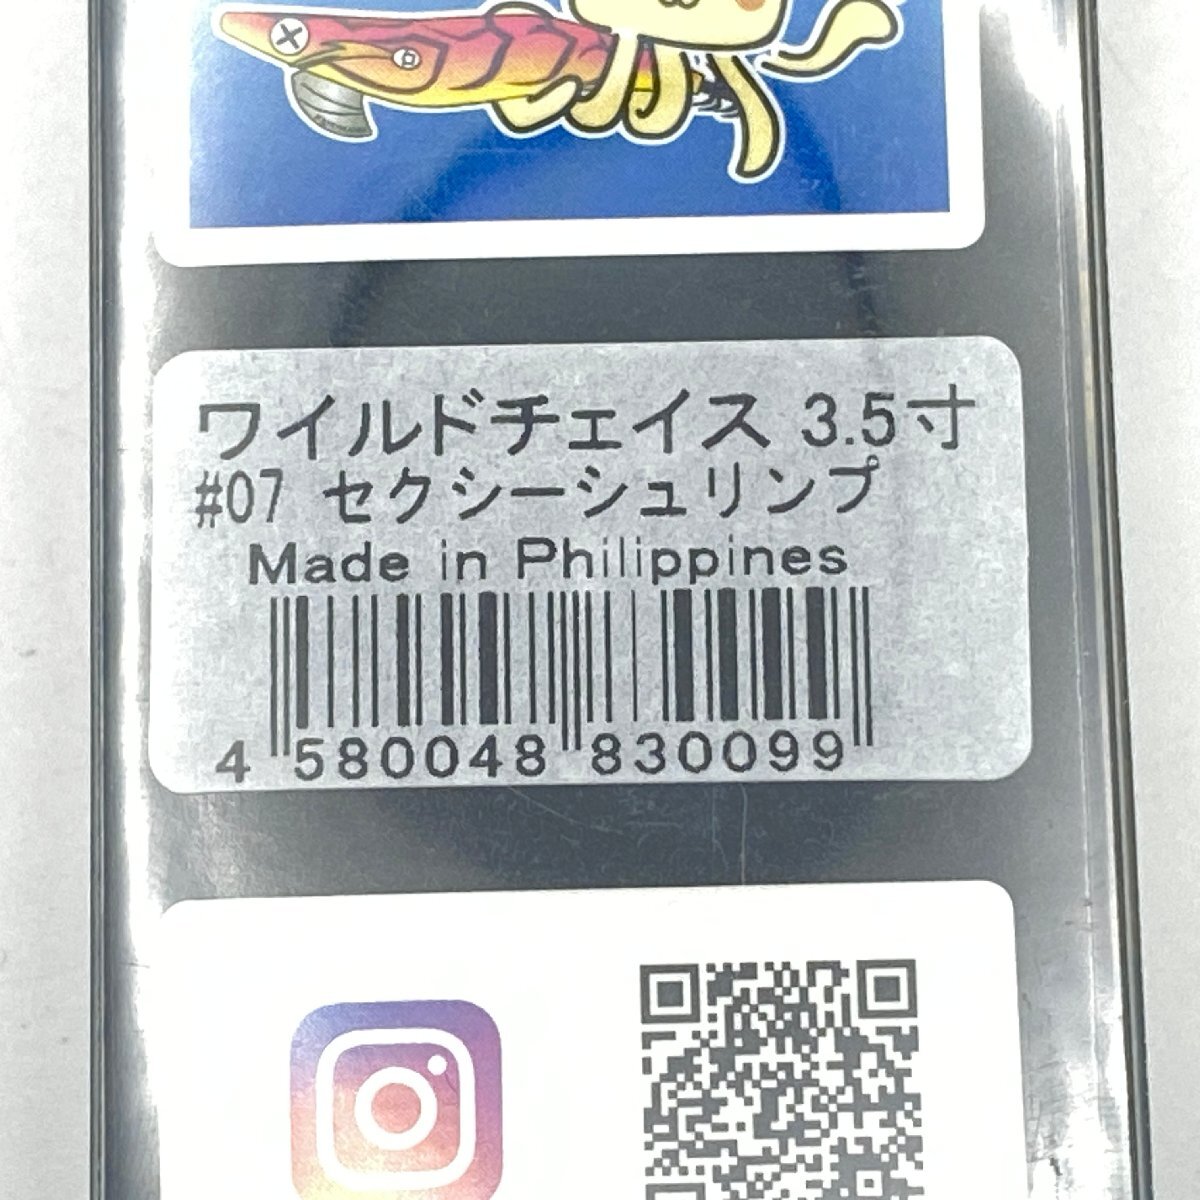 ワイルドチェイス 3.5寸
#07 セクシーシュリンプ
Made in Philippines
4 580048 830099